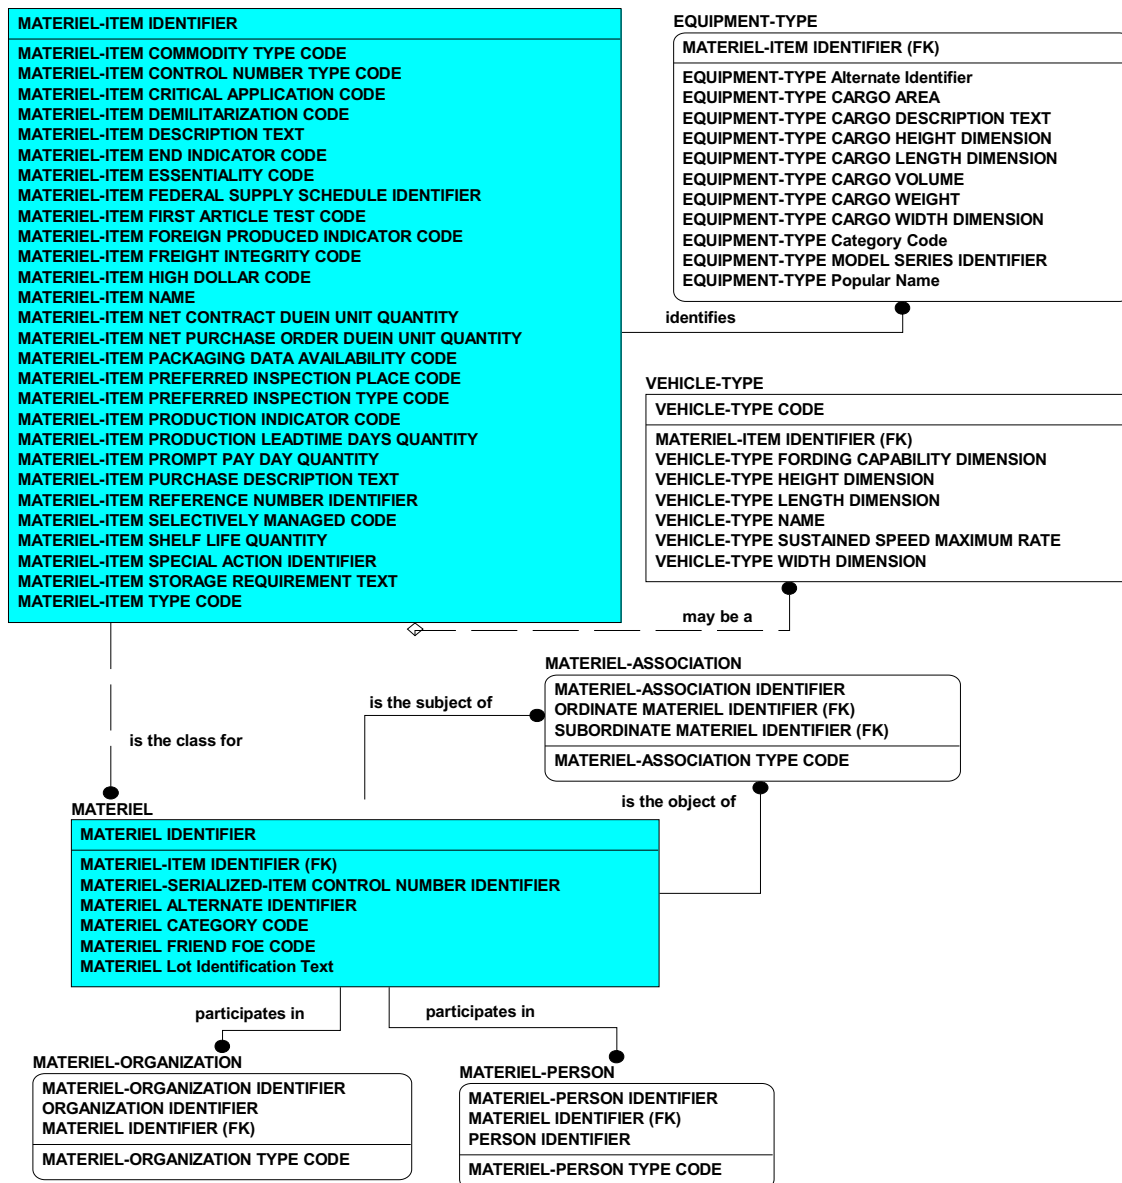 MATERIEL-ITEM IDENTIFIER
MATERIEL-ITEM COMMODITY TYPE CODE
MATERIEL-ITEM CONTROL NUMBER TYPE CODE
MATERIEL-ITEM CRITICAL APPLICATION CODE
MATERIEL-ITEM DEMILITARIZATION CODE
MATERIEL-ITEM DESCRIPTION TEXT
MATERIEL-ITEM END INDICATOR CODE
MATERIEL-ITEM ESSENTIALITY CODE
MATERIEL-ITEM FEDERAL SUPPLY SCHEDULE IDENTIFIER
MATERIEL-ITEM FIRST ARTICLE TEST CODE
MATERIEL-ITEM FOREIGN PRODUCED INDICATOR CODE
MATERIEL-ITEM FREIGHT INTEGRITY CODE
MATERIEL-ITEM HIGH DOLLAR CODE
MATERIEL-ITEM NAME
MATERIEL-ITEM NET CONTRACT DUEIN UNIT QUANTITY
MATERIEL-ITEM NET PURCHASE ORDER DUEIN UNIT QUANTITY
MATERIEL-ITEM PACKAGING DATA AVAILABILITY CODE
MATERIEL-ITEM PREFERRED INSPECTION PLACE CODE
MATERIEL-ITEM PREFERRED INSPECTION TYPE CODE
MATERIEL-ITEM PRODUCTION INDICATOR CODE
MATERIEL-ITEM PRODUCTION LEADTIME DAYS QUANTITY
MATERIEL-ITEM PROMPT PAY DAY QUANTITY
MATERIEL-ITEM PURCHASE DESCRIPTION TEXT
MATERIEL-ITEM REFERENCE NUMBER IDENTIFIER
MATERIEL-ITEM SELECTIVELY MANAGED CODE
MATERIEL-ITEM SHELF LIFE QUANTITY
MATERIEL-ITEM SPECIAL ACTION IDENTIFIER
MATERIEL-ITEM STORAGE REQUIREMENT TEXT
MATERIEL-ITEM TYPE CODE
EQUIPMENT-TYPE
MATERIEL-ITEM IDENTIFIER (FK)
EQUIPMENT-TYPE Alternate Identifier
EQUIPMENT-TYPE CARGO AREA
EQUIPMENT-TYPE CARGO DESCRIPTION TEXT
EQUIPMENT-TYPE CARGO HEIGHT DIMENSION
EQUIPMENT-TYPE CARGO LENGTH DIMENSION
EQUIPMENT-TYPE CARGO VOLUME
EQUIPMENT-TYPE CARGO WEIGHT
EQUIPMENT-TYPE CARGO WIDTH DIMENSION
EQUIPMENT-TYPE Category Code
EQUIPMENT-TYPE MODEL SERIES IDENTIFIER
EQUIPMENT-TYPE Popular Name
identifies
VEHICLE-TYPE
VEHICLE-TYPE CODE
MATERIEL-ITEM IDENTIFIER (FK)
VEHICLE-TYPE FORDING CAPABILITY DIMENSION
VEHICLE-TYPE HEIGHT DIMENSION
VEHICLE-TYPE LENGTH DIMENSION
VEHICLE-TYPE NAME
VEHICLE-TYPE SUSTAINED SPEED MAXIMUM RATE
VEHICLE-TYPE WIDTH DIMENSION
may be a
MATERIEL-ASSOCIATION
MATERIEL-ASSOCIATION IDENTIFIER
ORDINATE MATERIEL IDENTIFIER (FK)
SUBORDINATE MATERIEL IDENTIFIER (FK)
MATERIEL-ASSOCIATION TYPE CODE
is the subject of
is the class for
is the object of
MATERIEL
MATERIEL IDENTIFIER
MATERIEL-ITEM IDENTIFIER (FK)
MATERIEL-SERIALIZED-ITEM CONTROL NUMBER IDENTIFIER
MATERIEL ALTERNATE IDENTIFIER
MATERIEL CATEGORY CODE
MATERIEL FRIEND FOE CODE
MATERIEL Lot Identification Text
participates in
participates in
MATERIEL-ORGANIZATION
MATERIEL-ORGANIZATION IDENTIFIER
ORGANIZATION IDENTIFIER
MATERIEL IDENTIFIER (FK)
MATERIEL-ORGANIZATION TYPE CODE
MATERIEL-PERSON
MATERIEL-PERSON IDENTIFIER
MATERIEL IDENTIFIER (FK)
PERSON IDENTIFIER
MATERIEL-PERSON TYPE CODE